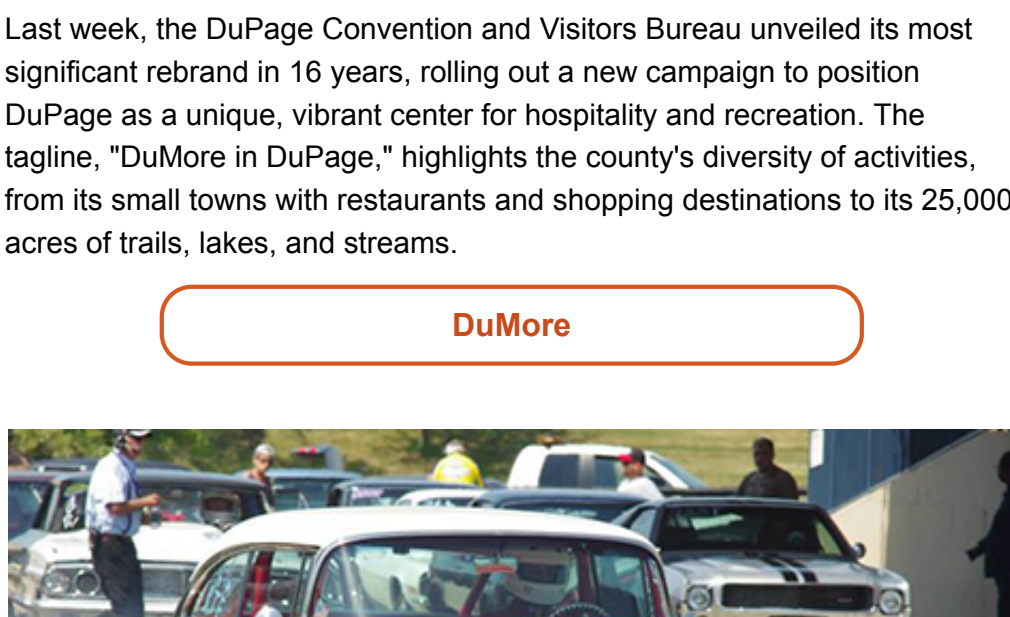 Last week, the DuPage Convention and Visitors Bureau unveiled its most
significant rebrand in 16 years, rolling out a new campaign to position
DuPage as a unique, vibrant center for hospitality and recreation. The
tagline, "DuMore in DuPage," highlights the county's diversity of activities,
from its small towns with restaurants and shopping destinations to its 25,000
acres of trails, lakes, and streams.
DuMore